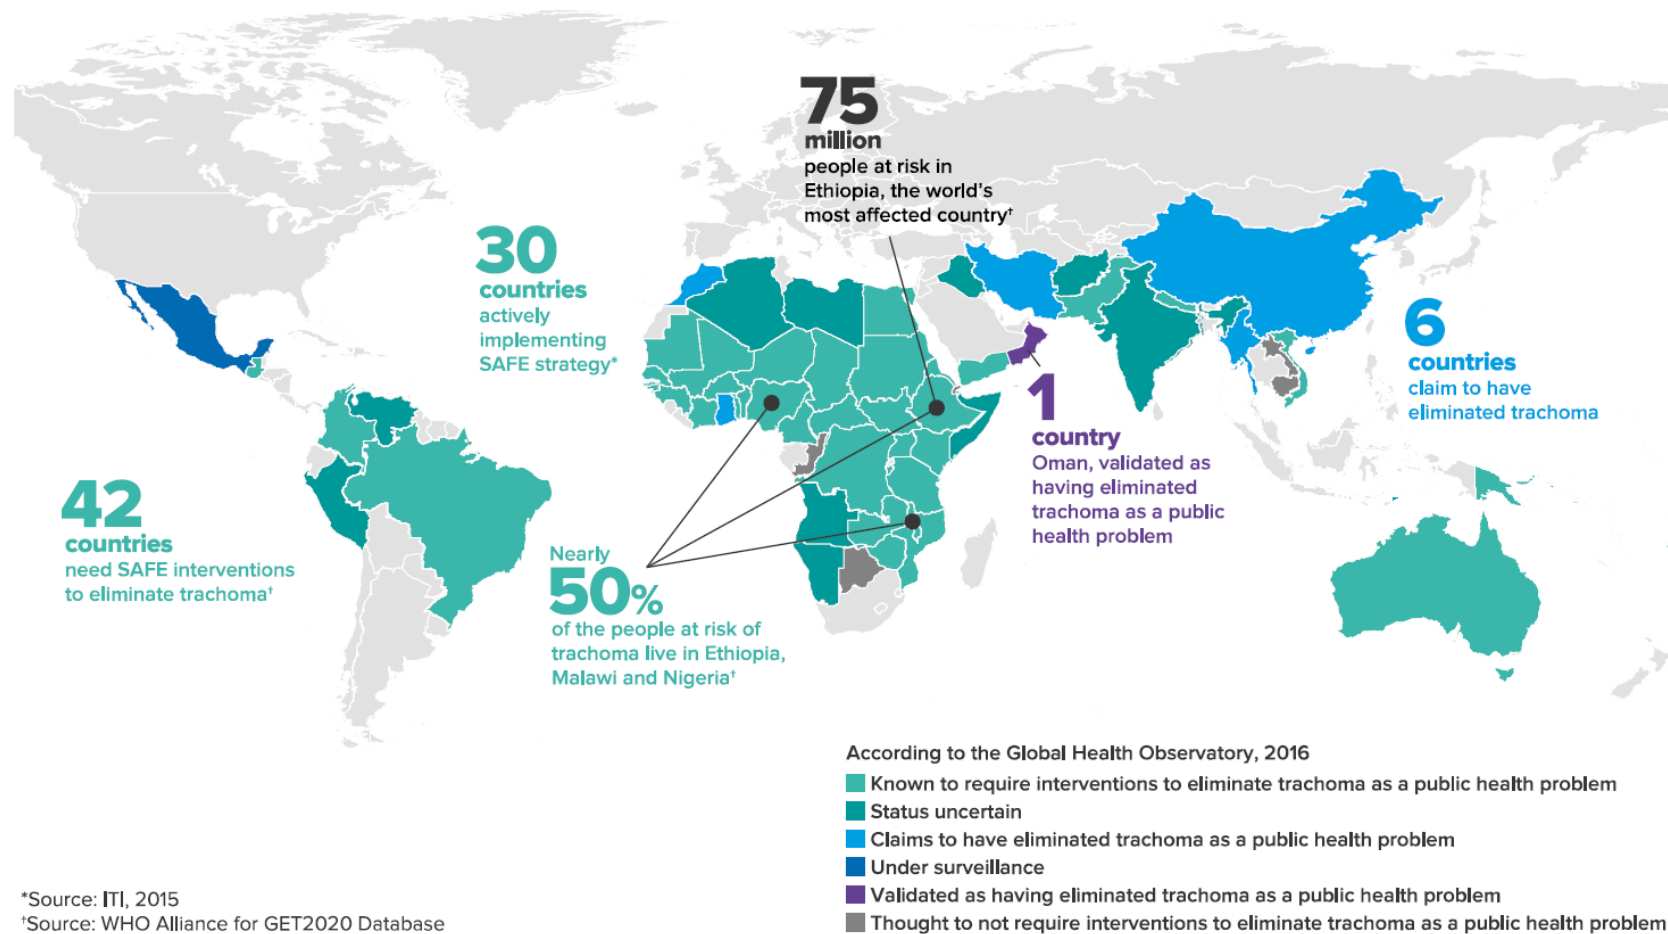 75
million
people at risk in
Ethiopia, the world's
most affected country†
30
countries
actively
implementing
SAFE strategy*
6
countries
claim to have
eliminated trachoma
1
country
Oman, validated as
having eliminated
trachoma as a public
health problem
42
countries
need SAFE interventions
to eliminate trachoma†
Nearly
50%
of the people at risk of
trachoma live in Ethiopia,
Malawi and Nigeria†
According to the Global Health Observatory, 2016
Known to require interventions to eliminate trachoma as a public health problem
Status uncertain
Claims to have eliminated trachoma as a public health problem
Under surveillance
Validated as having eliminated trachoma as a public health problem
Thought to not require interventions to eliminate trachoma as a public health problem
*Source: ITI, 2015
†Source: WHO Alliance for GET2020 Database